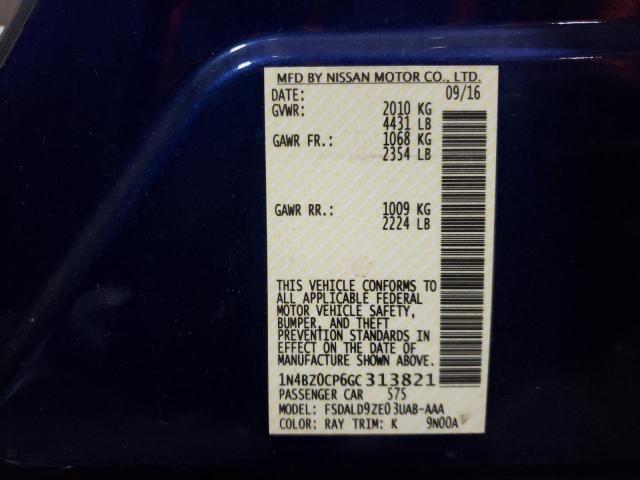 MFD BY NISSAN MOTOR CO., LTD.
DATE: 09/16
GVWR: 2010 KG
4431 LB
GAWR FR.: 1068 KG
2354 LB
GAWR RR.: 1009 KG
2224 LB
THIS VEHICLE CONFORMS TO
ALL APPLICABLE FEDERAL
MOTOR VEHICLE SAFETY,
BUMPER, AND THEFT
PREVENTION STANDARDS IN
EFFECT ON THE DATE OF
MANUFACTURE SHOWN ABOVE.
1N4BZ0CP6GC313821
PASSENGER CAR 575
MODEL: FSDALD9ZE03UAB-AAA
COLOR: RAY TRIM: K 9N00A